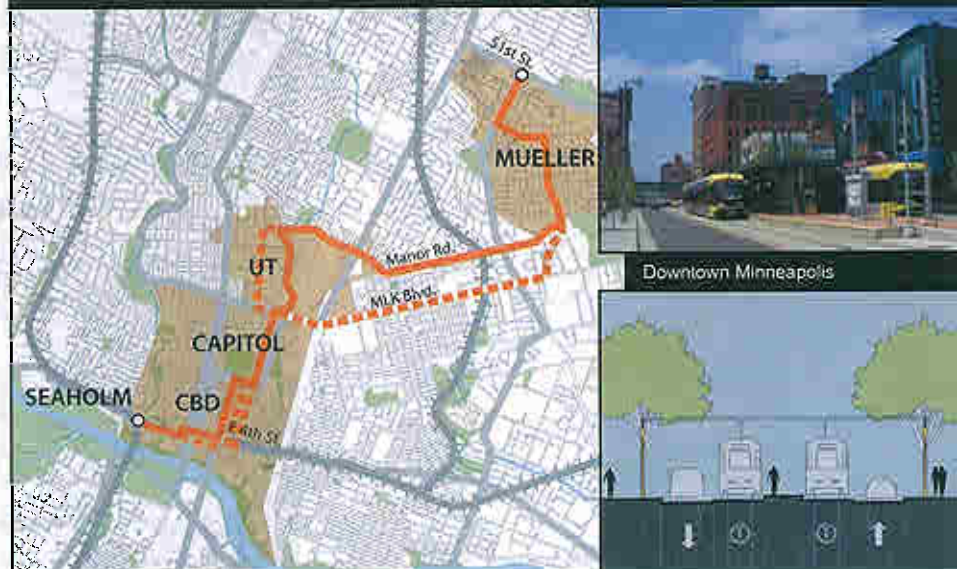 51st St.
MUELLER
Manor Rd.
UT
MLK Blvd.
CAPITOL
SEAHOLM
CBD
E 4th St
Downtown Minneapolis